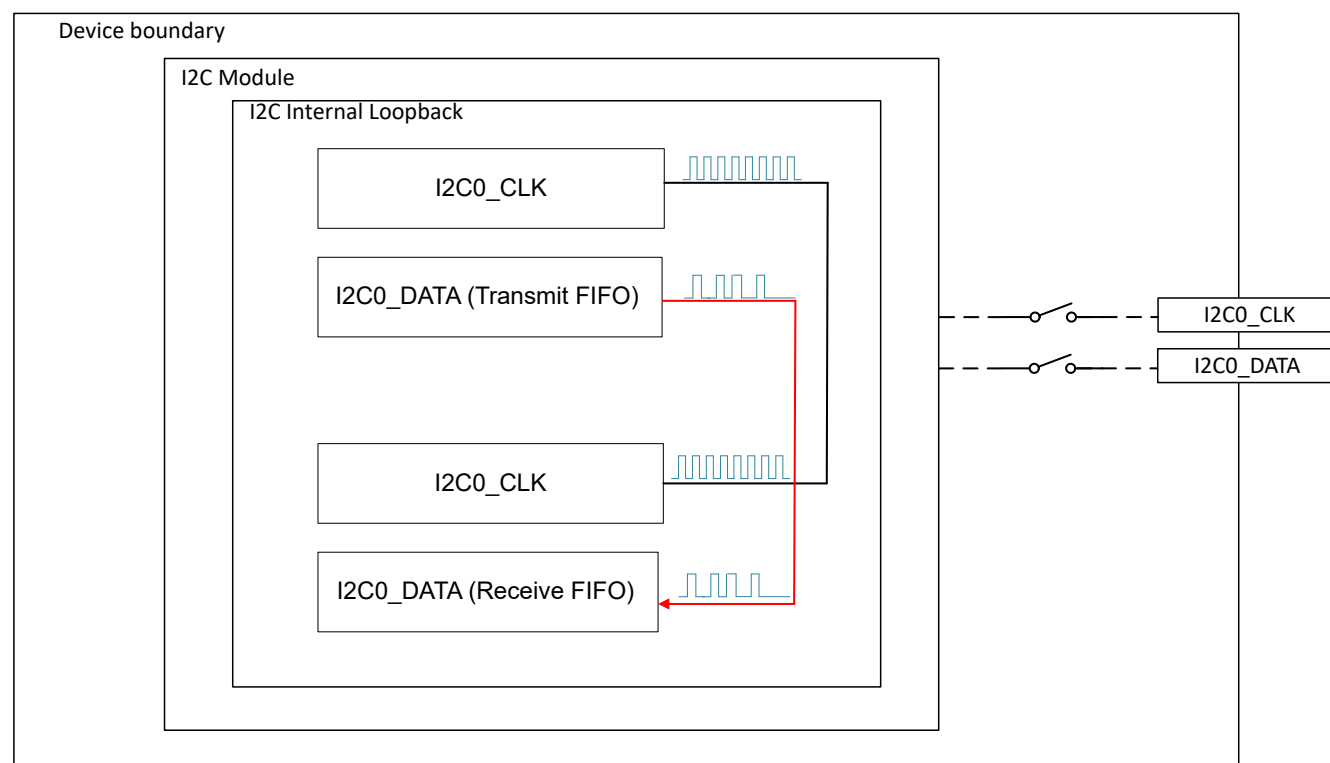 Device boundary
I2C Module
I2C Internal Loopback
I2C0_CLK
I2C0_DATA (Transmit FIFO)
I2C0_CLK
I2C0_DATA
I2C0_CLK
I2C0_DATA (Receive FIFO)